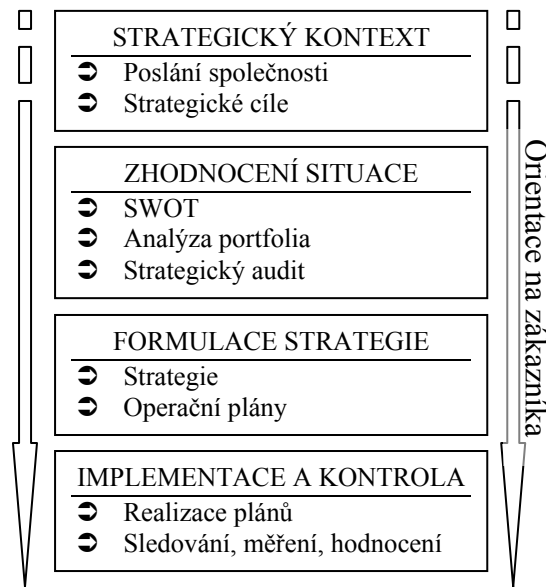 STRATEGICKÝ KONTEXT
Poslání společnosti
Strategické cíle
ZHODNOCENÍ SITUACE
SWOT
Analýza portfolia
Strategický audit
FORMULACE STRATEGIE
Strategie
Operační plány
IMPLEMENTACE A KONTROLA
Realizace plánů
Sledování, měření, hodnocení
Orientace na zákazníka